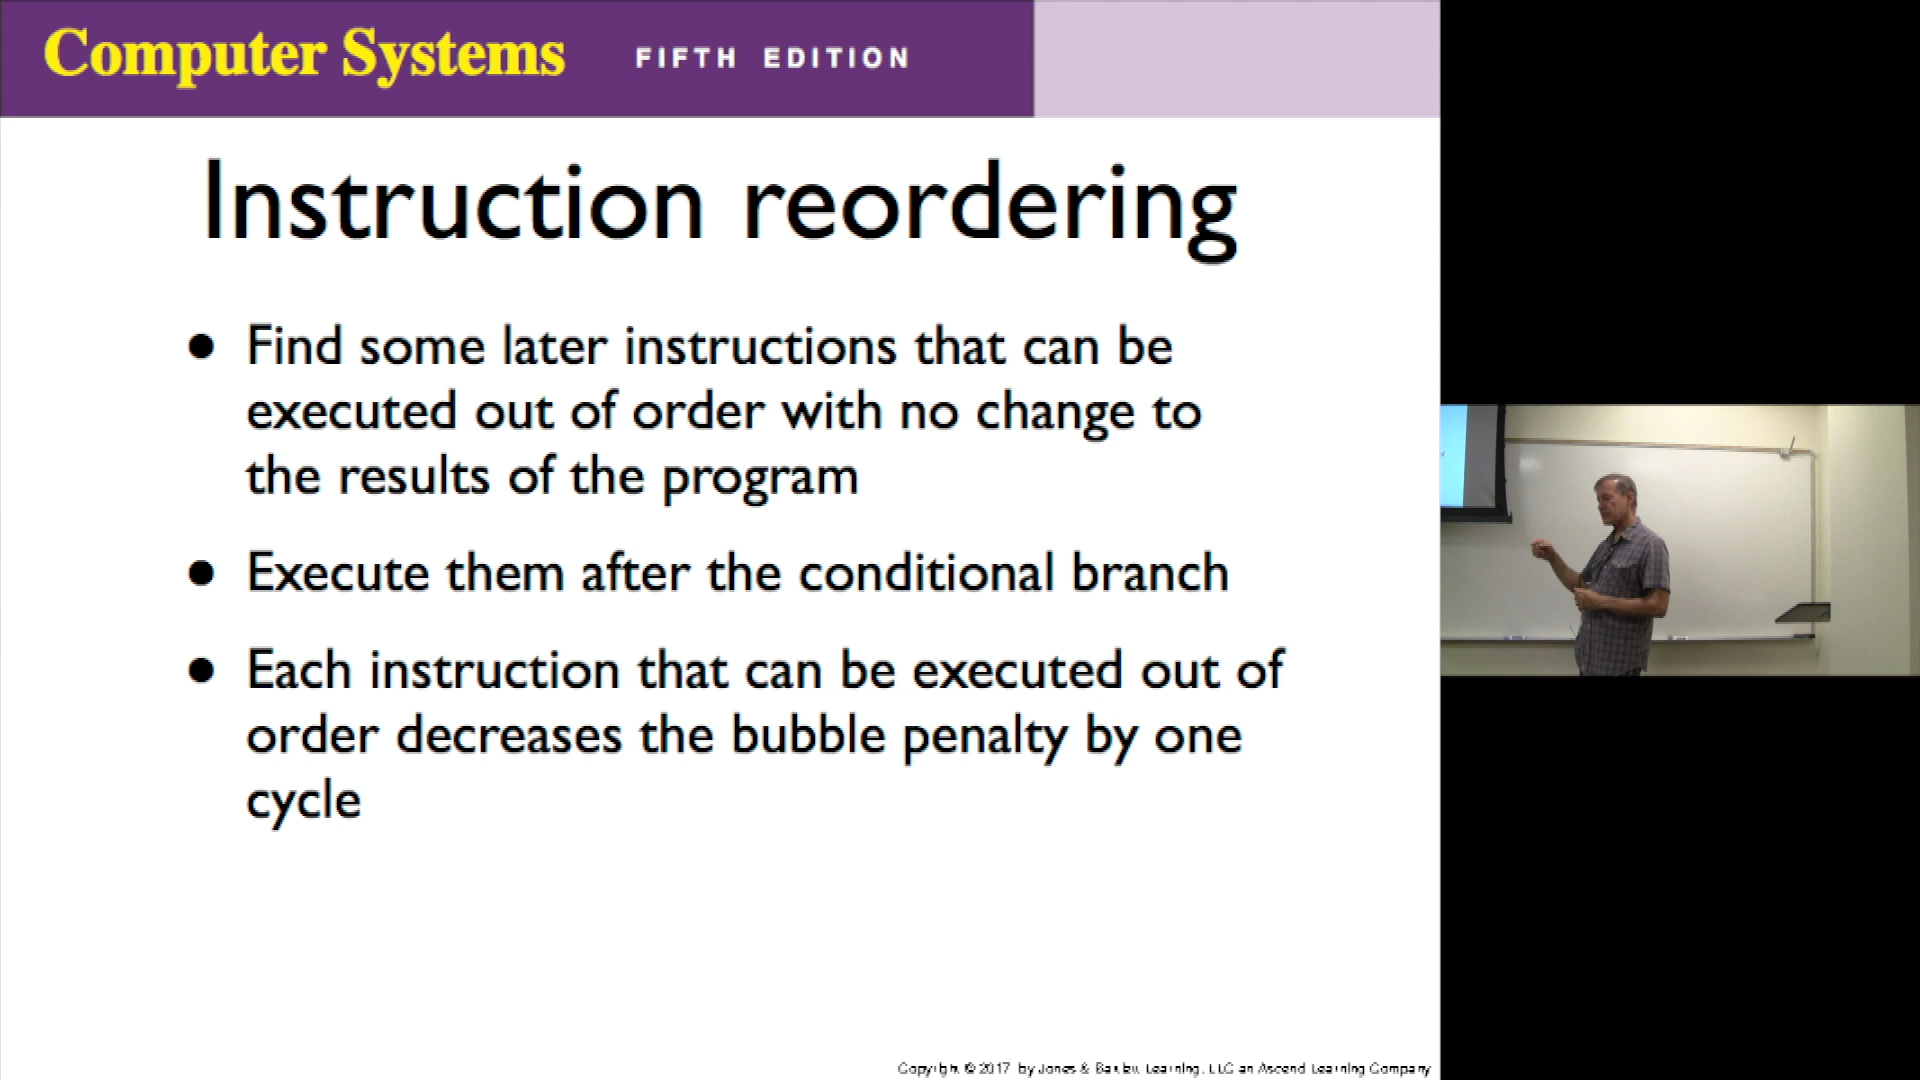 Computer Systems FIFTH EDITION
Instruction reordering
● Find some later instructions that can be
executed out of order with no change to
the results of the program
● Execute them after the conditional branch
● Each instruction that can be executed out of
order decreases the bubble penalty by one
cycle
Copyright © 2017 by Jones & Bartlett Learning, LLC an Ascend Learning Company